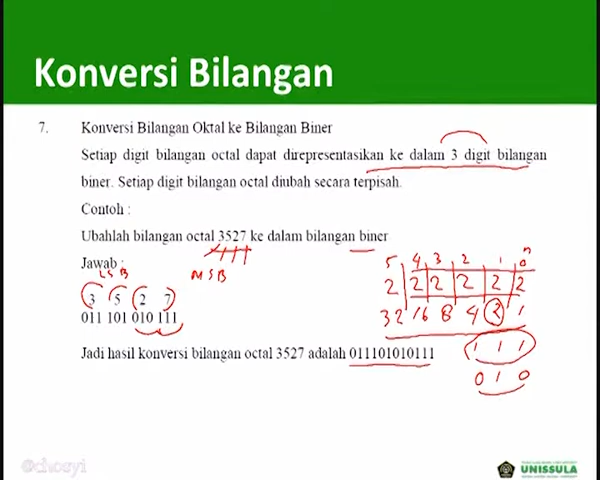 Konversi Bilangan
7. Konversi Bilangan Oktal ke Bilangan Biner
Setiap digit bilangan octal dapat direpresentasikan ke dalam 3 digit bilangan
biner. Setiap digit bilangan octal diubah secara terpisah.
Contoh :
Ubahlah bilangan octal 3527 ke dalam bilangan biner
Jawab :
LSB
MSB
3 5 2 7
011 101 010 111
Jadi hasil konversi bilangan octal 3527 adalah 011101010111
n
5 4 3 2 1 0
2 2 2 2 2 2
32 16 8 4 2 1
1 1 1
0 1 0
@chosyi
UNISSULA